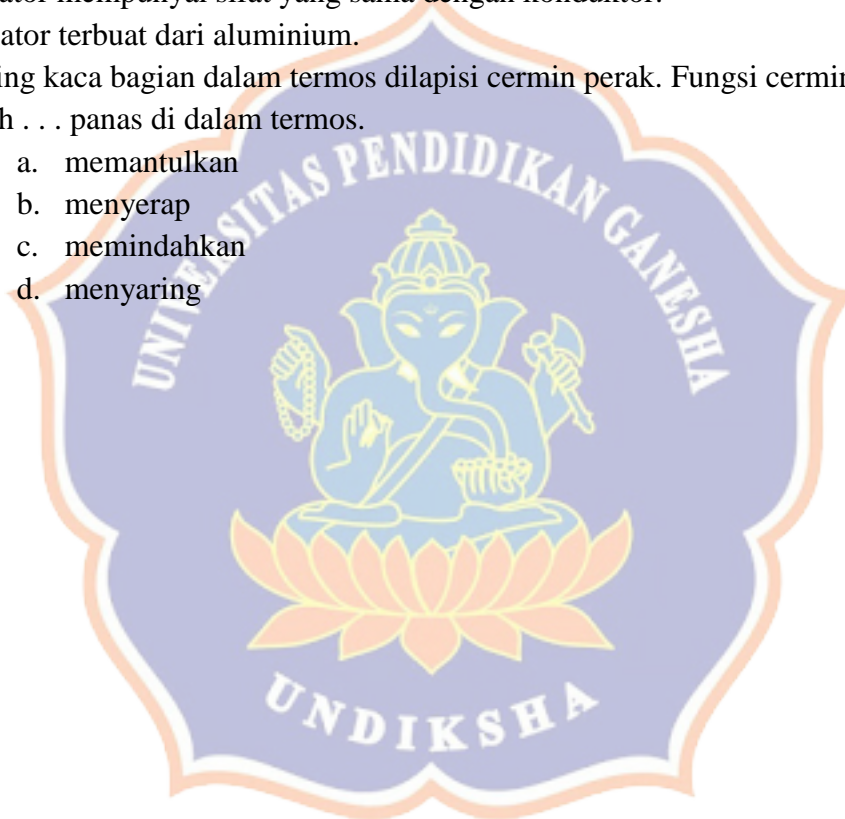 ator mempunyai sifat yang sama dengan konduktor.
ator terbuat dari aluminium.
ing kaca bagian dalam termos dilapisi cermin perak. Fungsi cermin
h . . . panas di dalam termos.
a. memantulkan
b. menyerap
c. memindahkan
d. menyaring
UNIVERSITAS PENDIDIKAN GANESHA
UNDIKSHA